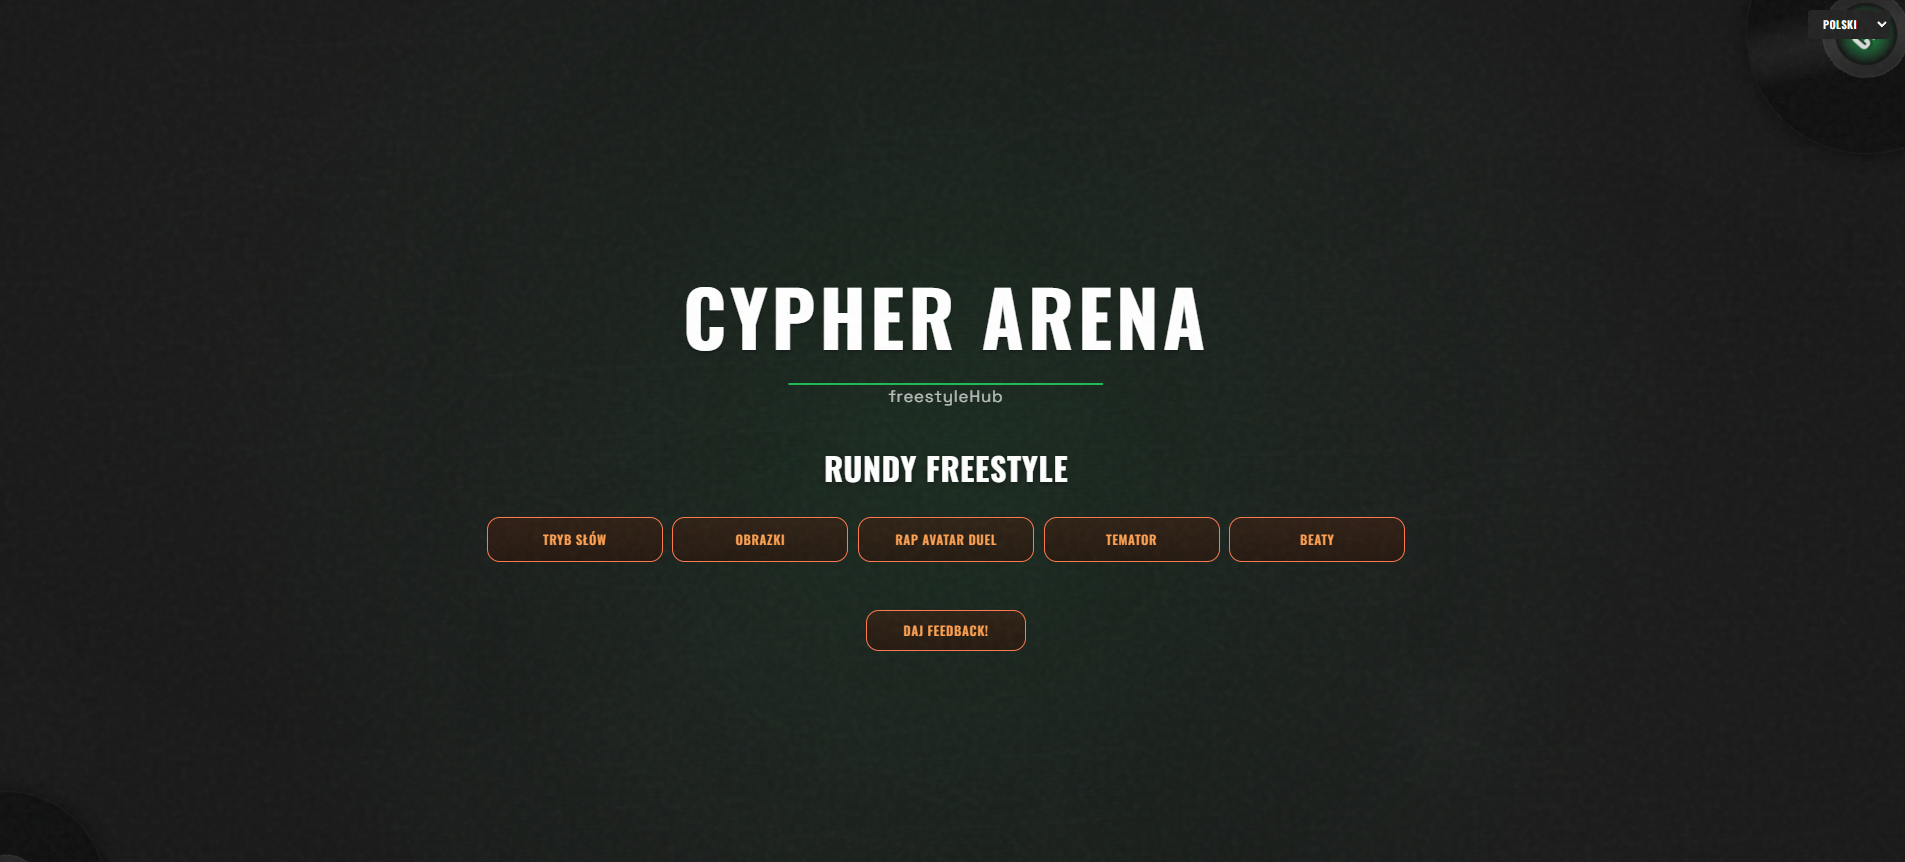 POLSKI
CYPHER ARENA
freestyleHub
RUNDY FREESTYLE
TRYB SŁÓW
OBRAZKI
RAP AVATAR DUEL
TEMATOR
BEATY
DAJ FEEDBACK!